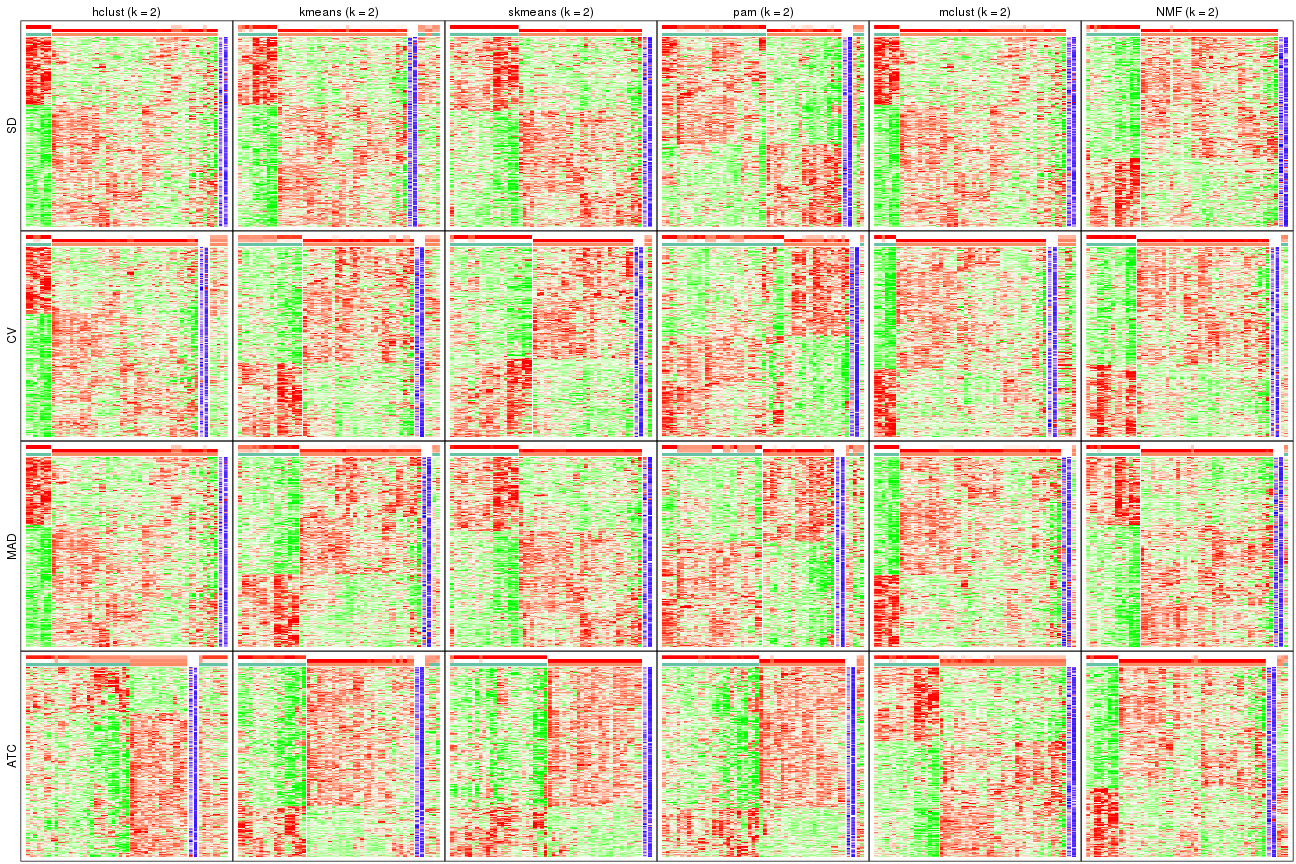 hclust (k = 2) kmeans (k = 2) skmeans (k = 2) pam (k = 2) mclust (k = 2) NMF (k = 2)
SD
CV
MAD
ATC